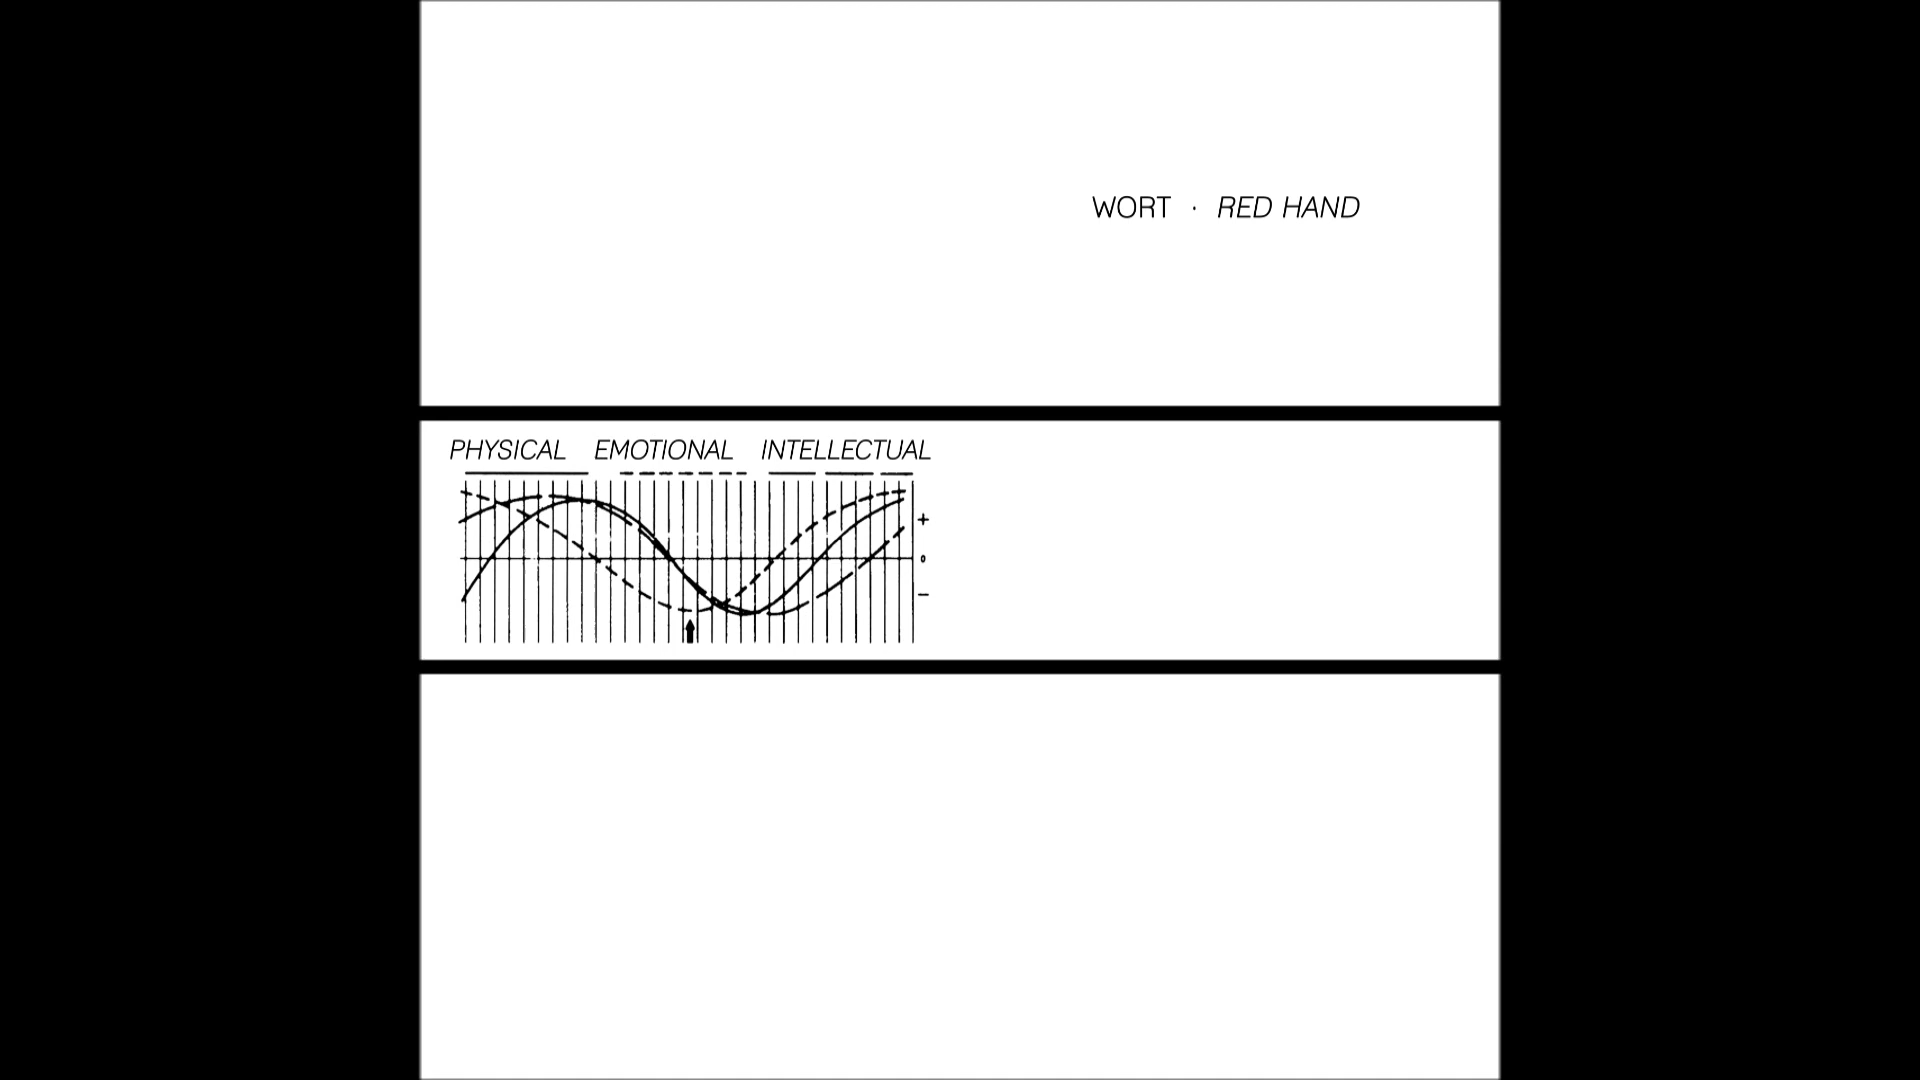 WORT · RED HAND
PHYSICAL EMOTIONAL INTELLECTUAL
+
0
−